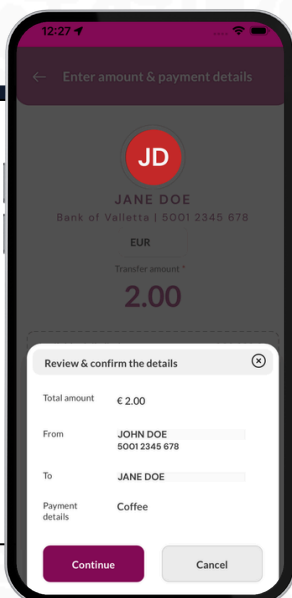 12:27
Enter amount & payment details
JD
JANE DOE
Bank of Valletta | 5001 2345 678
EUR
Transfer amount *
2.00
Review & confirm the details
Total amount € 2.00
From JOHN DOE
5001 2345 678
To JANE DOE
Payment details Coffee
Continue Cancel